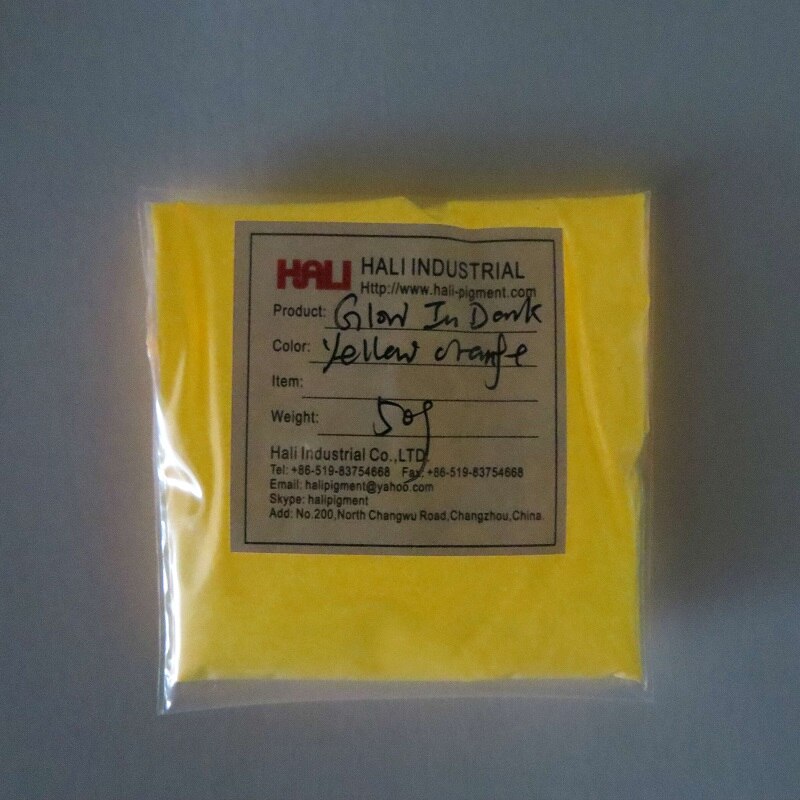 HALI HALI INDUSTRIAL
Http://www.hali-pigment.com
Product: Glow In Dark
Color: Yellow orange
Item:
Weight: 50g
Hali Industrial Co.,LTD.
Tel: +86-519-83754668 Fax: +86-519-83754668
Email: halipigment@yahoo.com
Skype: halipigment
Add: No.200,North Changwu Road,Changzhou,China.